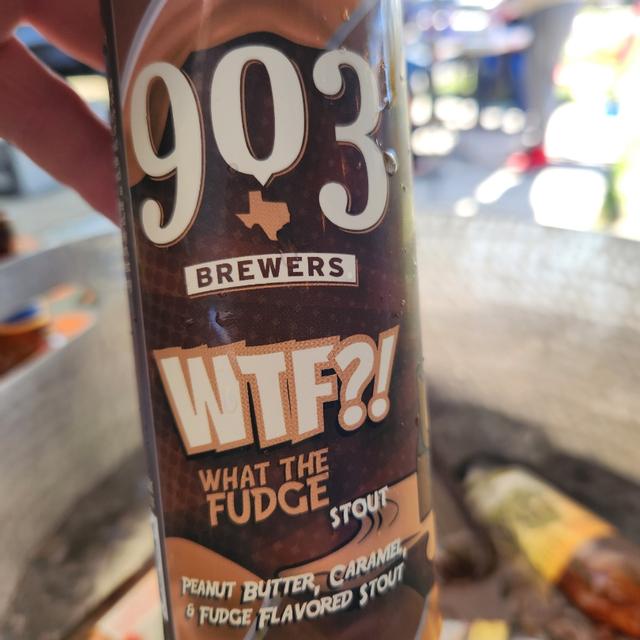 903
BREWERS
WTF?!
WHAT THE
FUDGE
STOUT
PEANUT BUTTER, CARAMEL,
& FUDGE FLAVORED STOUT